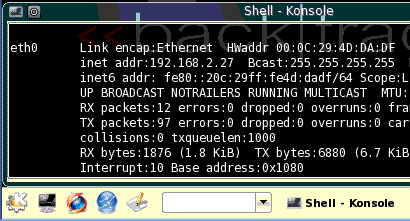 Shell - Konsole
<< back|trac
eth0 Link encap:Ethernet HWaddr 00:0C:29:4D:DA:DF
inet addr:192.168.2.27 Bcast:255.255.255.255
inet6 addr: fe80::20c:29ff:fe4d:dadf/64 Scope:L
UP BROADCAST NOTRAILERS RUNNING MULTICAST MTU:
RX packets:12 errors:0 dropped:0 overruns:0 fra
TX packets:97 errors:0 dropped:0 overruns:0 car
collisions:0 txqueuelen:1000
RX bytes:1876 (1.8 KiB) TX bytes:6880 (6.7 KiB
Interrupt:10 Base address:0x1080
Shell - Konsole